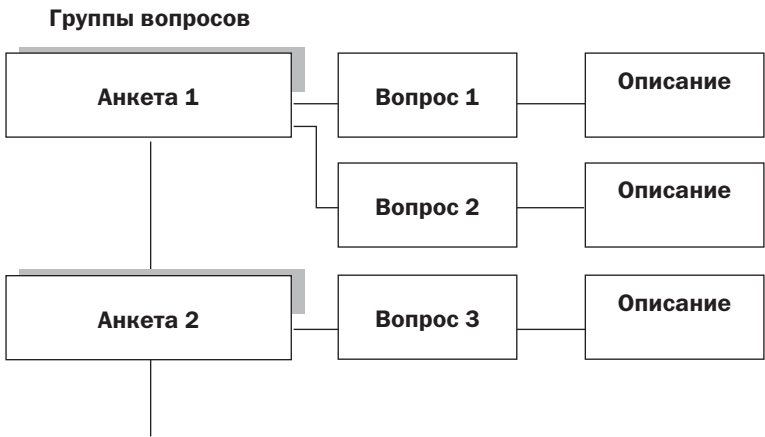 Группы вопросов
Анкета 1
Вопрос 1
Описание
Вопрос 2
Описание
Анкета 2
Вопрос 3
Описание